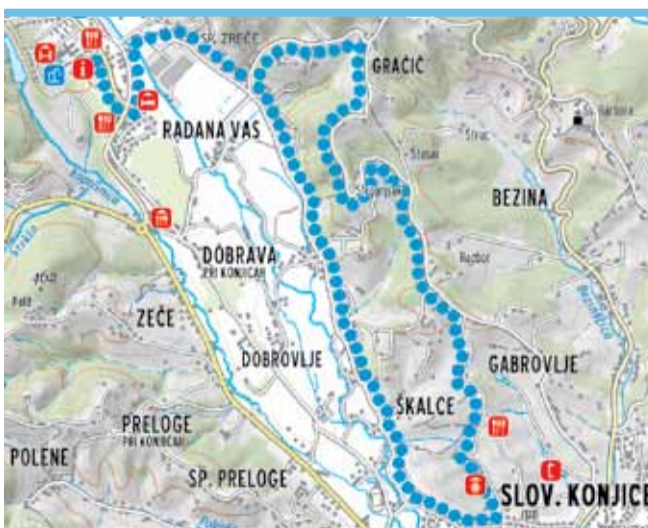 SP. ZREČE
GRAČIČ
RADANA VAS
BEZINA
DOBRAVA
PRI KONJICAH
ZEČE
DOBROVLJE
GABROVLJE
ŠKALCE
PRELOGE
PRI KONJICAH
POLENE
SP. PRELOGE
SLOV. KONJICE